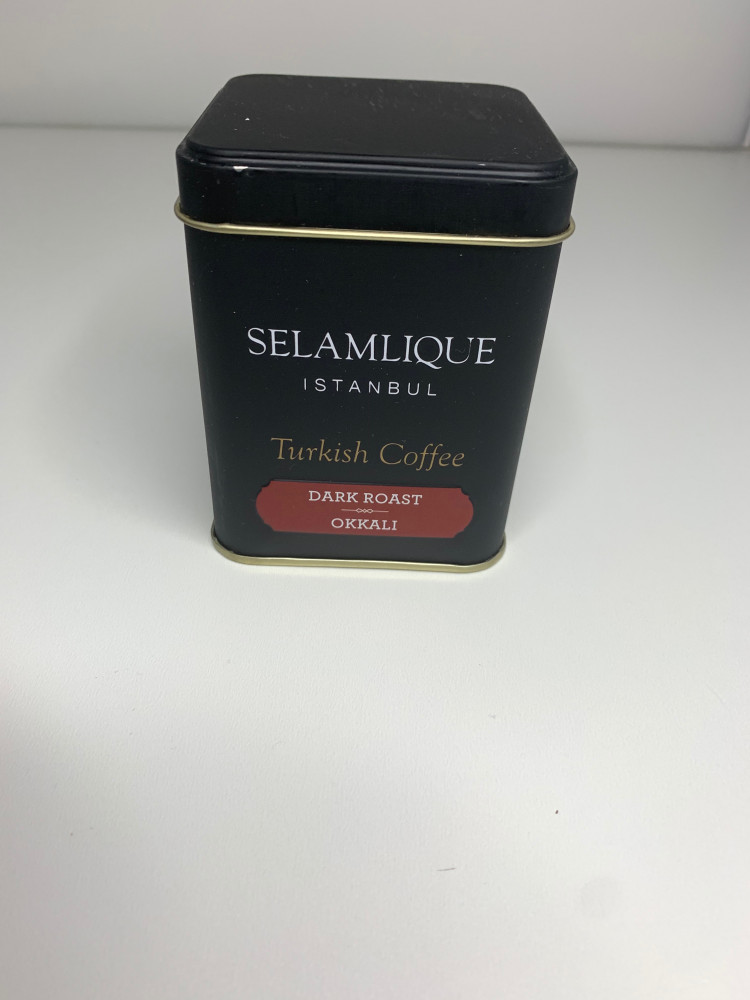 SELAMLIQUE
ISTANBUL
Turkish Coffee
DARK ROAST
OKKALI